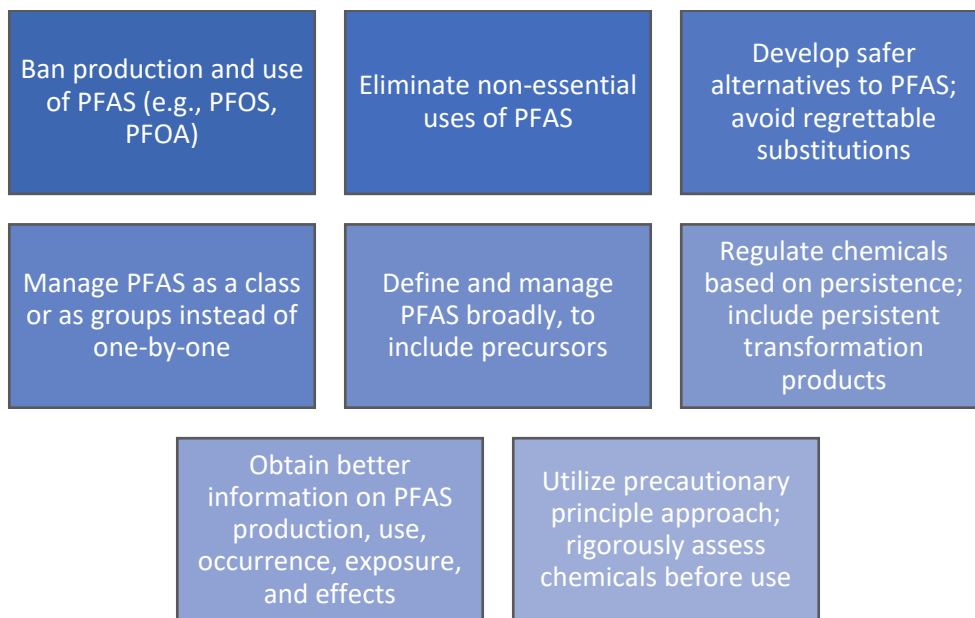 Ban production and use
of PFAS (e.g., PFOS,
PFOA)
Eliminate non-essential
uses of PFAS
Develop safer
alternatives to PFAS;
avoid regrettable
substitutions
Manage PFAS as a class
or as groups instead of
one-by-one
Define and manage
PFAS broadly, to
include precursors
Regulate chemicals
based on persistence;
include persistent
transformation
products
Obtain better
information on PFAS
production, use,
occurrence, exposure,
and effects
Utilize precautionary
principle approach;
rigorously assess
chemicals before use